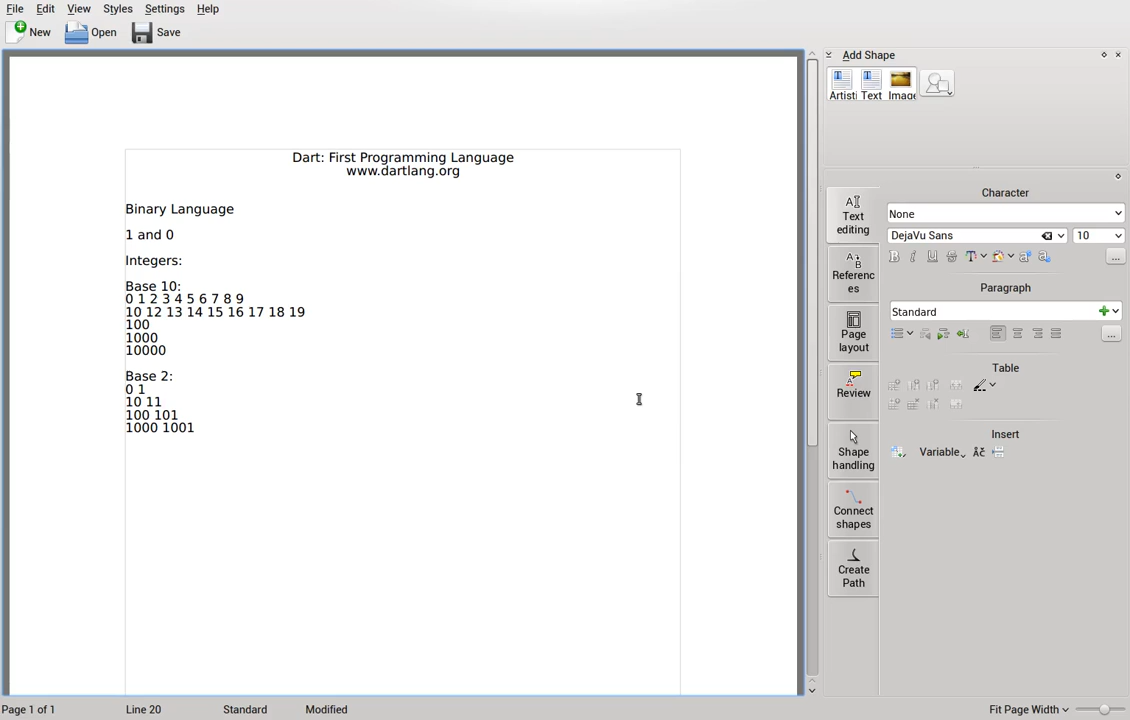 File Edit View Styles Settings Help
New Open Save
Dart: First Programming Language
www.dartlang.org
Binary Language
1 and 0
Integers:
Base 10:
0 1 2 3 4 5 6 7 8 9
10 12 13 14 15 16 17 18 19
100
1000
10000
Base 2:
0 1
10 11
100 101
1000 1001
Add Shape
Artisti Text Image
Text
editing
Referenc
es
Page
layout
Review
Shape
handling
Connect
shapes
Create
Path
Character
None
DejaVu Sans 10
Paragraph
Standard
Table
Insert
Variable
Page 1 of 1 Line 20 Standard Modified Fit Page Width